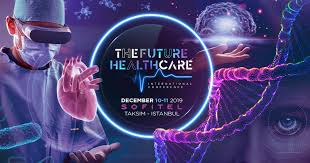 THE FUTURE
HEALTHCARE
INTERNATIONAL
CONFERENCE
DECEMBER 10-11 2019
SOFITEL
TAKSIM - ISTANBUL